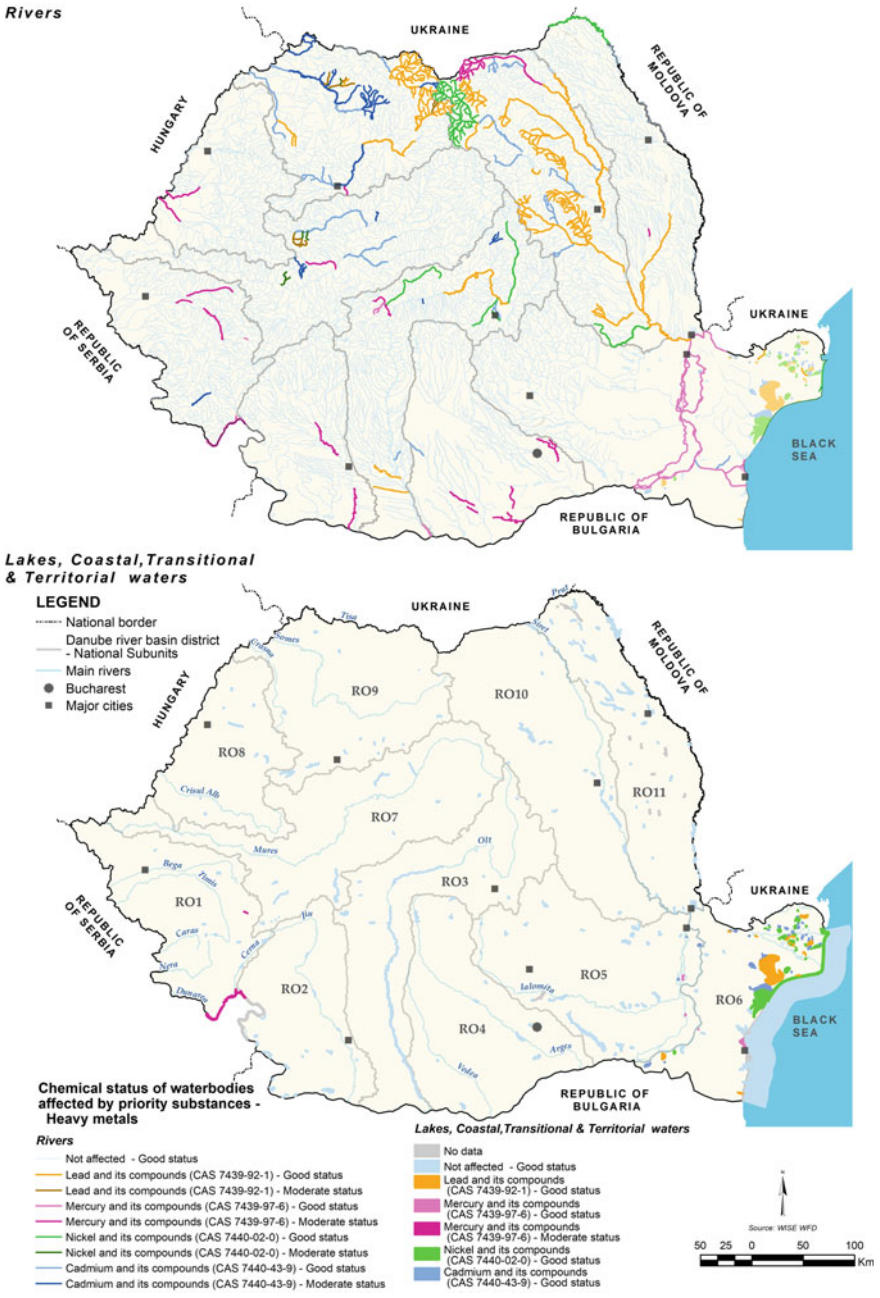 Rivers
UKRAINE
REPUBLIC OF
MOLDOVA
HUNGARY
REPUBLIC
OF SERBIA
UKRAINE
BLACK
SEA
REPUBLIC OF
BULGARIA
Lakes, Coastal,Transitional
& Territorial waters
LEGEND
National border
Danube river basin district
- National Subunits
Main rivers
Bucharest
Major cities
UKRAINE
REPUBLIC OF
MOLDOVA
HUNGARY
REPUBLIC
OF SERBIA
UKRAINE
BLACK
SEA
REPUBLIC OF
BULGARIA
Tisa
Somes
Crasna
Prut
Siret
RO9
RO10
RO8
RO11
Crisul Alb
RO7
Mures
Olt
Bega
Timis
RO3
RO1
Jiu
Caras
Cerna
Nera
RO2
RO5
Dunarea
Ialomita
RO6
RO4
Arges
Vedea
Chemical status of waterbodies
affected by priority substances -
Heavy metals
Rivers
Not affected - Good status
Lead and its compounds (CAS 7439-92-1) - Good status
Lead and its compounds (CAS 7439-92-1) - Moderate status
Mercury and its compounds (CAS 7439-97-6) - Good status
Mercury and its compounds (CAS 7439-97-6) - Moderate status
Nickel and its compounds (CAS 7440-02-0) - Good status
Nickel and its compounds (CAS 7440-02-0) - Moderate status
Cadmium and its compounds (CAS 7440-43-9) - Good status
Cadmium and its compounds (CAS 7440-43-9) - Moderate status
Lakes, Coastal,Transitional & Territorial waters
No data
Not affected - Good status
Lead and its compounds
(CAS 7439-92-1) - Good status
Mercury and its compounds
(CAS 7439-97-6) - Good status
Mercury and its compounds
(CAS 7439-97-6) - Moderate status
Nickel and its compounds
(CAS 7440-02-0) - Good status
Cadmium and its compounds
(CAS 7440-43-9) - Good status
N
Source: WISE WFD
50 25 0 50 100
Km